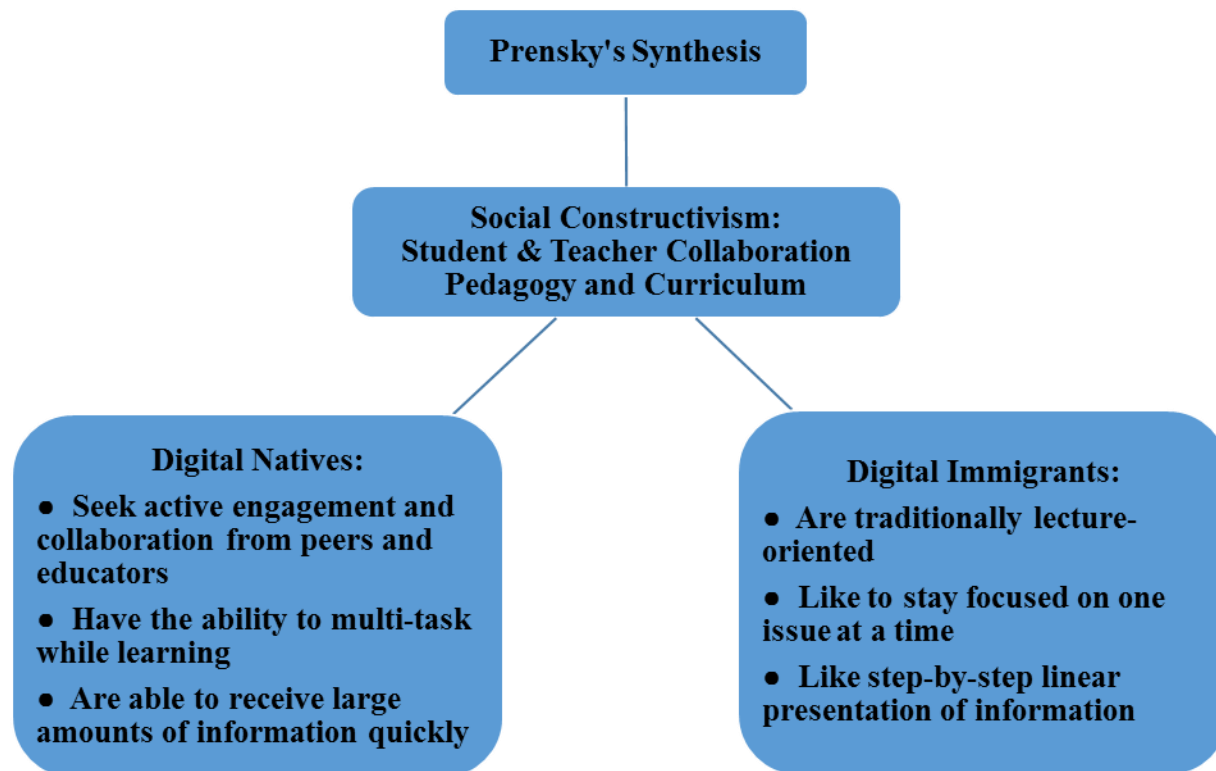 Prensky's Synthesis
Social Constructivism:
Student & Teacher Collaboration
Pedagogy and Curriculum
Digital Natives:
● Seek active engagement and
collaboration from peers and
educators
● Have the ability to multi-task
while learning
● Are able to receive large
amounts of information quickly
Digital Immigrants:
● Are traditionally lecture-
oriented
● Like to stay focused on one
issue at a time
● Like step-by-step linear
presentation of information